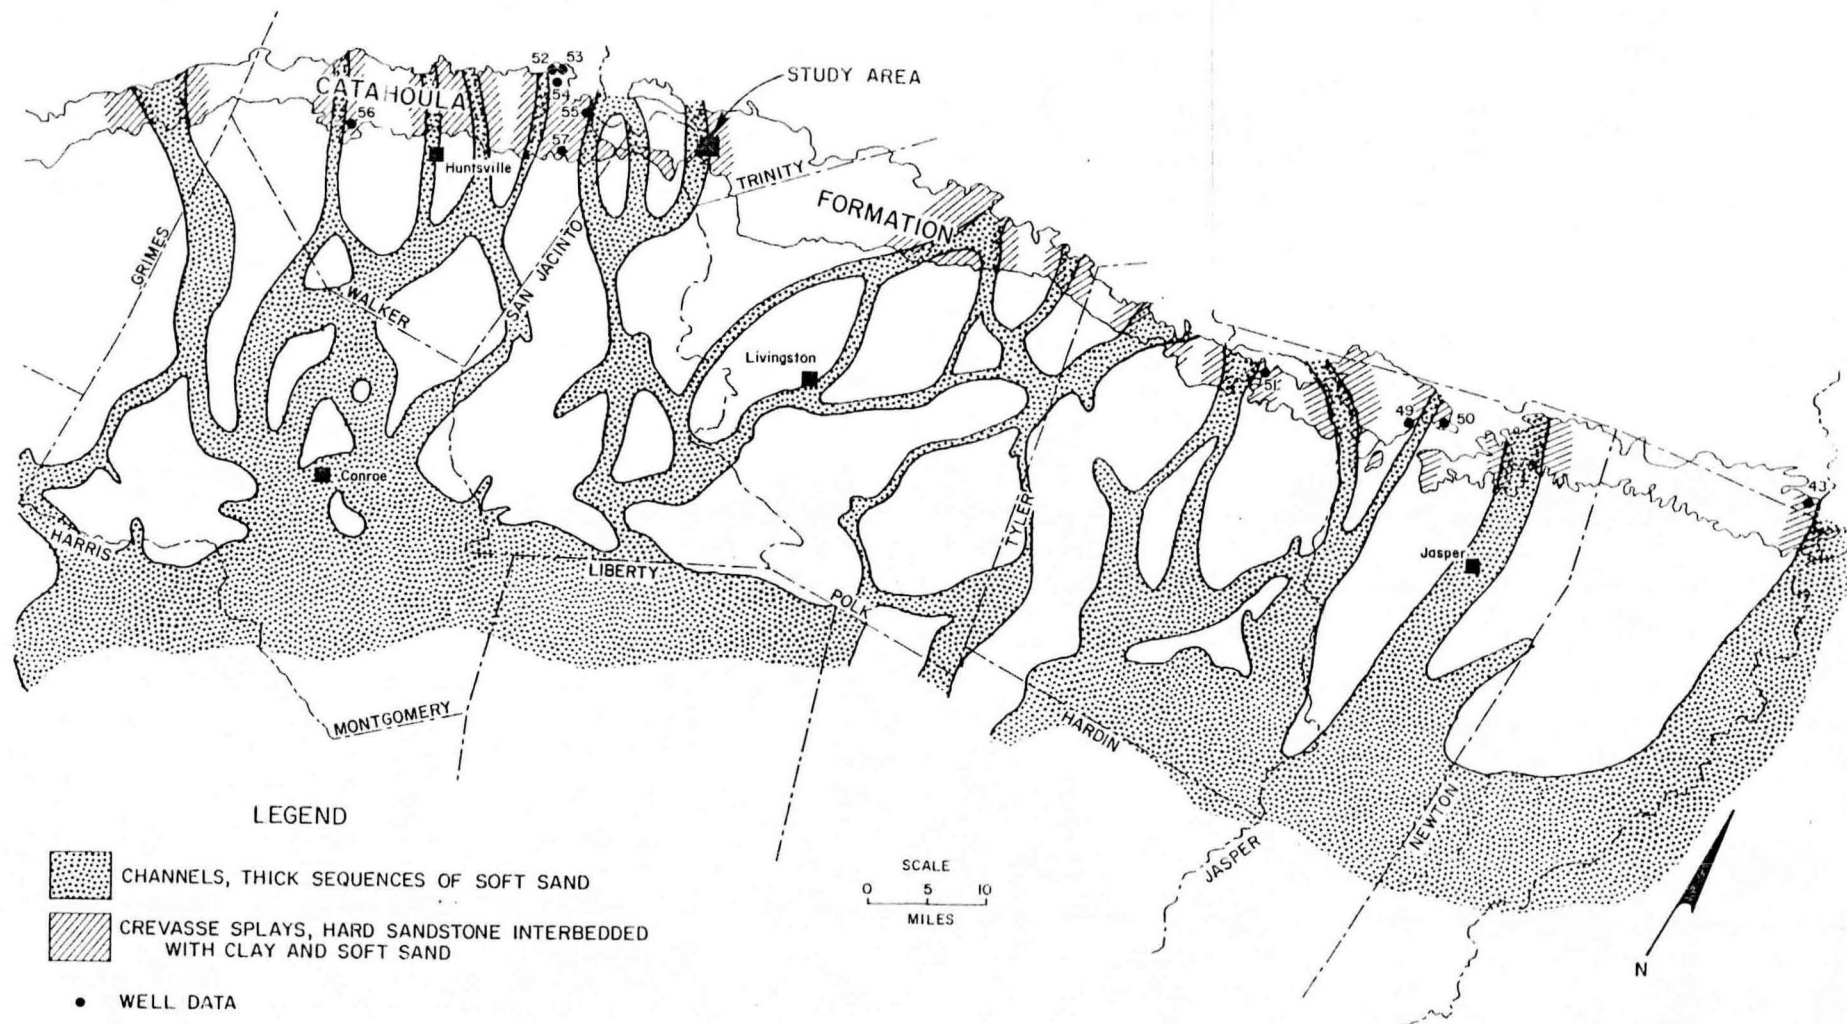 52 53
STUDY AREA
CATAHOULA
54
56
55
57
Huntsville
TRINITY
FORMATION
GRIMES
SAN JACINTO
WALKER
Livingston
51
49
50
Conroe
43
HARRIS
TYLER
Jasper
LIBERTY
POLK
MONTGOMERY
HARDIN
NEWTON
JASPER
LEGEND
CHANNELS, THICK SEQUENCES OF SOFT SAND
CREVASSE SPLAYS, HARD SANDSTONE INTERBEDDED
WITH CLAY AND SOFT SAND
WELL DATA
SCALE
0 5 10
MILES
N